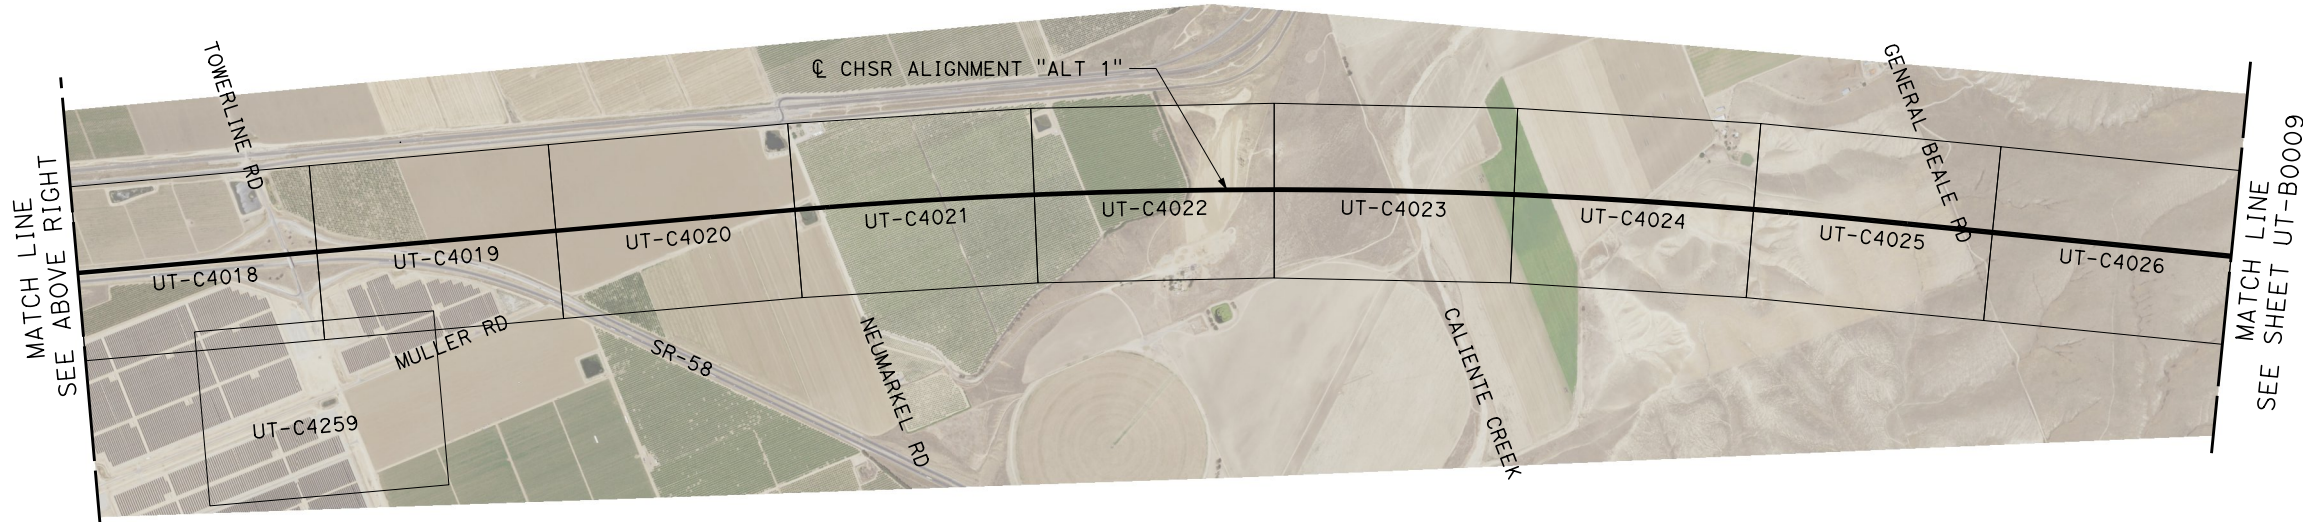 MATCH LINE
SEE ABOVE RIGHT
TOWERLINE RD
℄ CHSR ALIGNMENT "ALT 1"
GENERAL BEALE RD
UT-C4018
UT-C4019
UT-C4020
UT-C4021
UT-C4022
UT-C4023
UT-C4024
UT-C4025
UT-C4026
MULLER RD
SR-58
NEUMARKEL RD
CALIENTE CREEK
UT-C4259
MATCH LINE
SEE SHEET UT-B0009